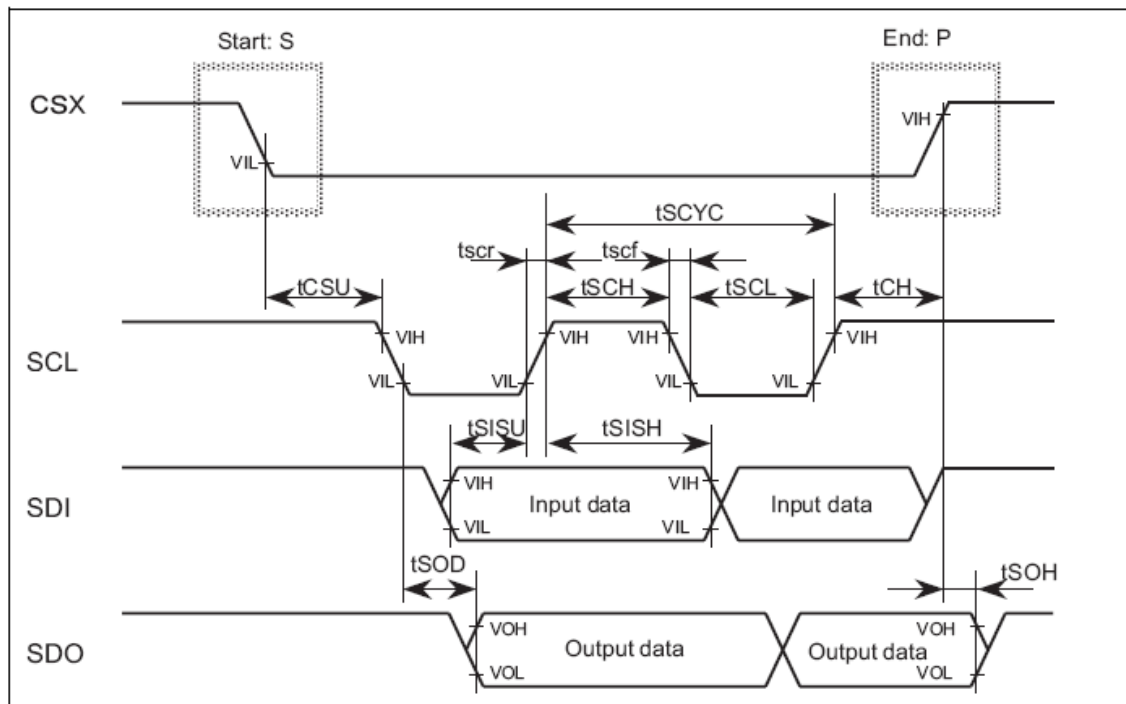 Start: S
End: P
CSX
VIL
VIH
tSCYC
tscr
tscf
tCSU
tSCH
tSCL
tCH
SCL
VIH
VIH
VIH
VIH
VIL
VIL
VIL
VIL
tSISU
tSISH
SDI
VIH
VIH
Input data
Input data
VIL
VIL
tSOD
tSOH
SDO
VOH
VOH
Output data
Output data
VOL
VOL